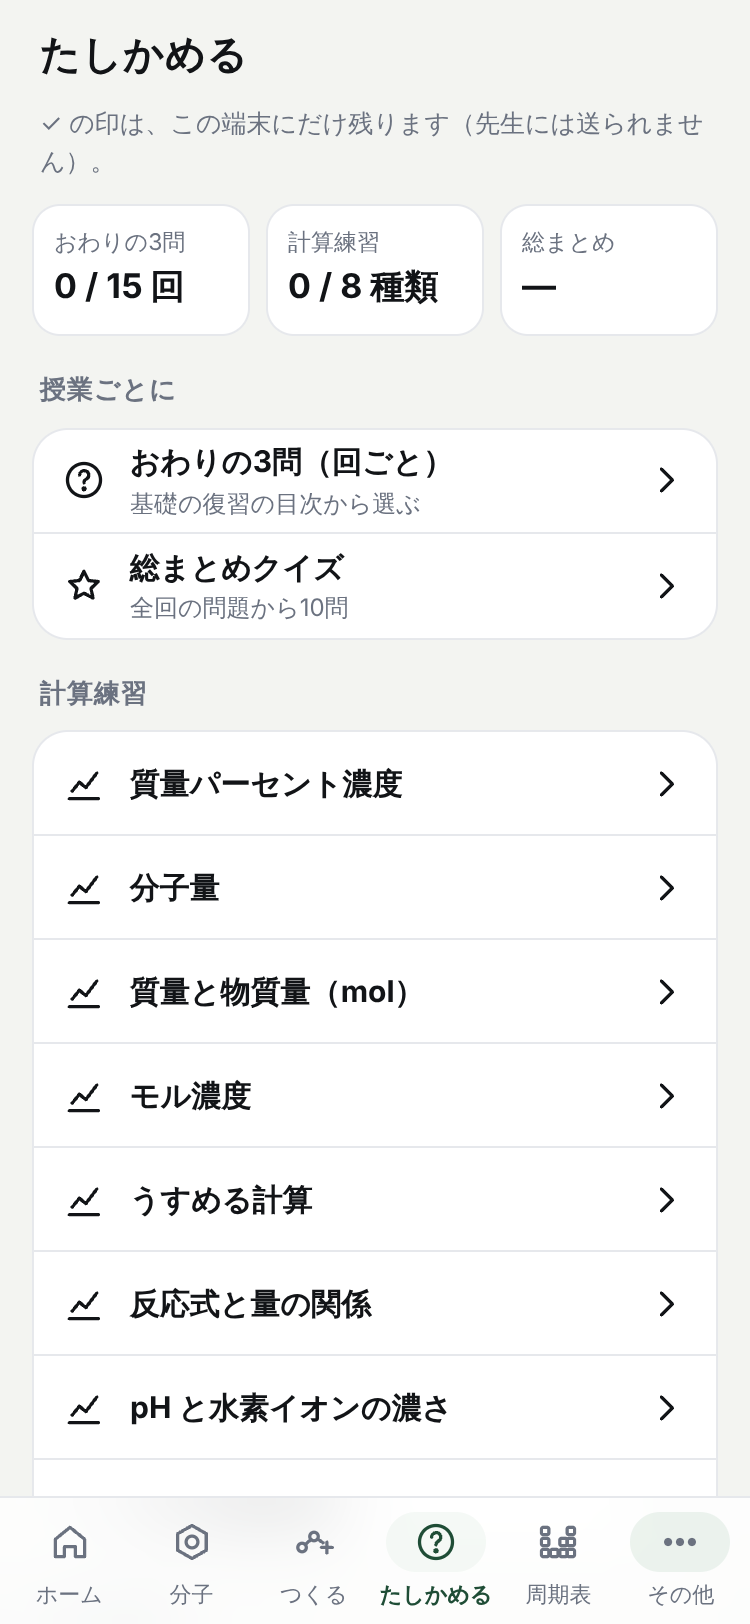 たしかめる
✓ の印は、この端末にだけ残ります（先生には送られませ
ん）。
おわりの3問
0 / 15 回
計算練習
0 / 8 種類
総まとめ
—
授業ごとに
おわりの3問（回ごと）
基礎の復習の目次から選ぶ
総まとめクイズ
全回の問題から10問
計算練習
質量パーセント濃度
分子量
質量と物質量（mol）
モル濃度
うすめる計算
反応式と量の関係
pH と水素イオンの濃さ
ホーム
分子
つくる
たしかめる
周期表
その他